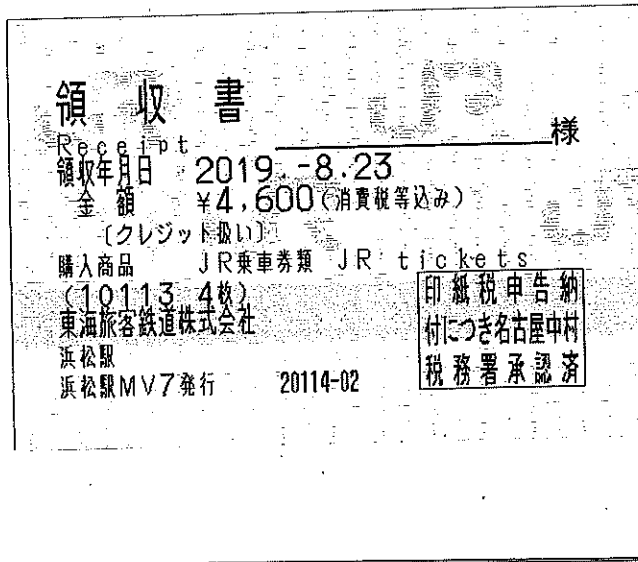 領収書
Receipt
様
領収年月日 2019.-8.23
金額 ¥4,600(消費税等込み)
〔クレジット扱い〕
購入商品 JR乗車券類 JR tickets
(10113 4枚)
東海旅客鉄道株式会社
浜松駅
浜松駅MV7発行 20114-02
印紙税申告納
付につき名古屋中村
税務署承認済